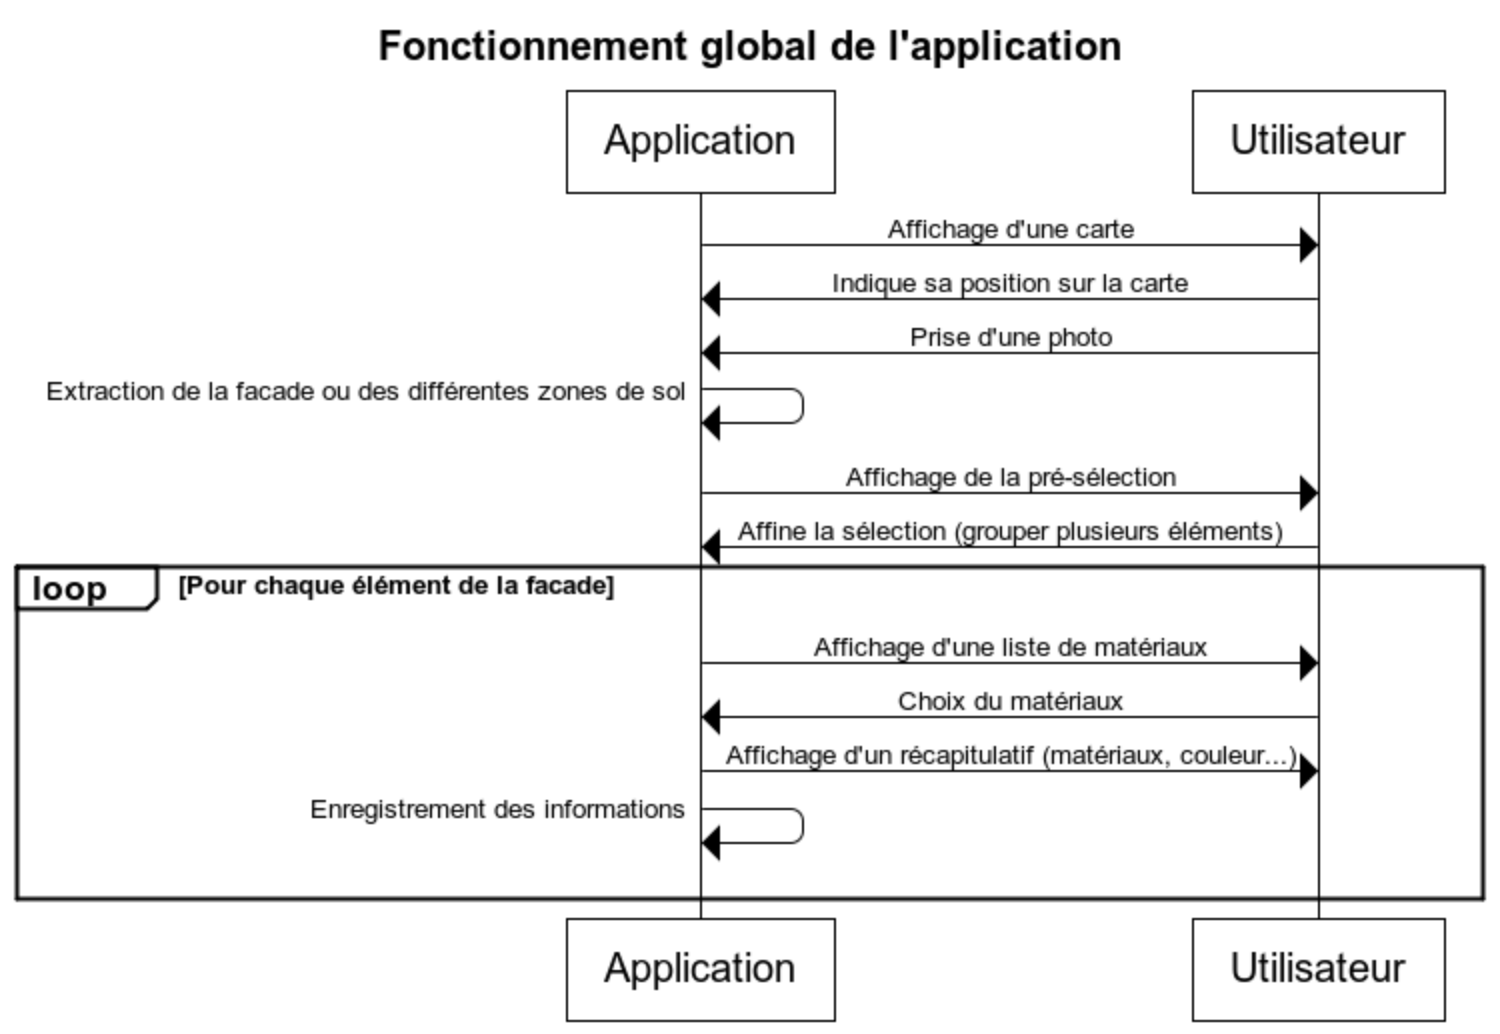 Fonctionnement global de l'application
Application
Utilisateur
Affichage d'une carte
Indique sa position sur la carte
Prise d'une photo
Extraction de la facade ou des différentes zones de sol
Affichage de la pré-sélection
Affine la sélection (grouper plusieurs éléments)
loop
[Pour chaque élément de la facade]
Affichage d'une liste de matériaux
Choix du matériaux
Affichage d'un récapitulatif (matériaux, couleur...)
Enregistrement des informations
Application
Utilisateur